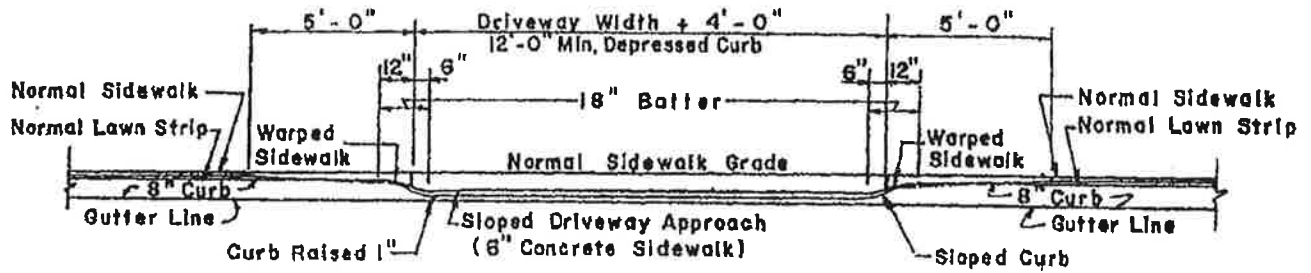 5'-0"
Driveway Width + 4'-0"
5'-0"
12'-0" Min, Depressed Curb
12"
6"
6"
12"
Normal Sidewalk
18" Batter
Normal Sidewalk
Normal Lawn Strip
Normal Lawn Strip
Warped
Sidewalk
Normal Sidewalk Grade
Warped
Sidewalk
8" Curb
8" Curb
Gutter Line
Sloped Driveway Approach
Gutter Line
Curb Raised 1"
(6" Concrete Sidewalk)
Sloped Curb